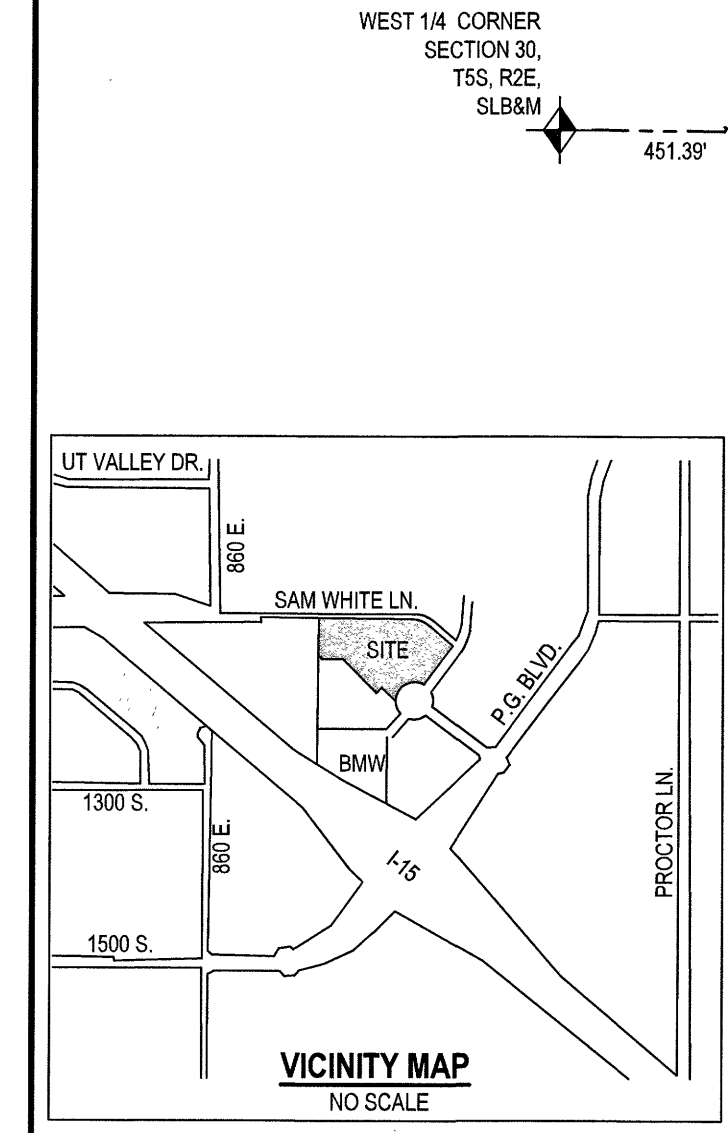 WEST 1/4 CORNER
SECTION 30,
T5S, R2E,
SLB&M
451.39'
UT VALLEY DR.
860 E.
SAM WHITE LN.
SITE
P.G. BLVD.
BMW
1300 S.
860 E.
PROCTOR LN.
I-15
1500 S.
VICINITY MAP
NO SCALE